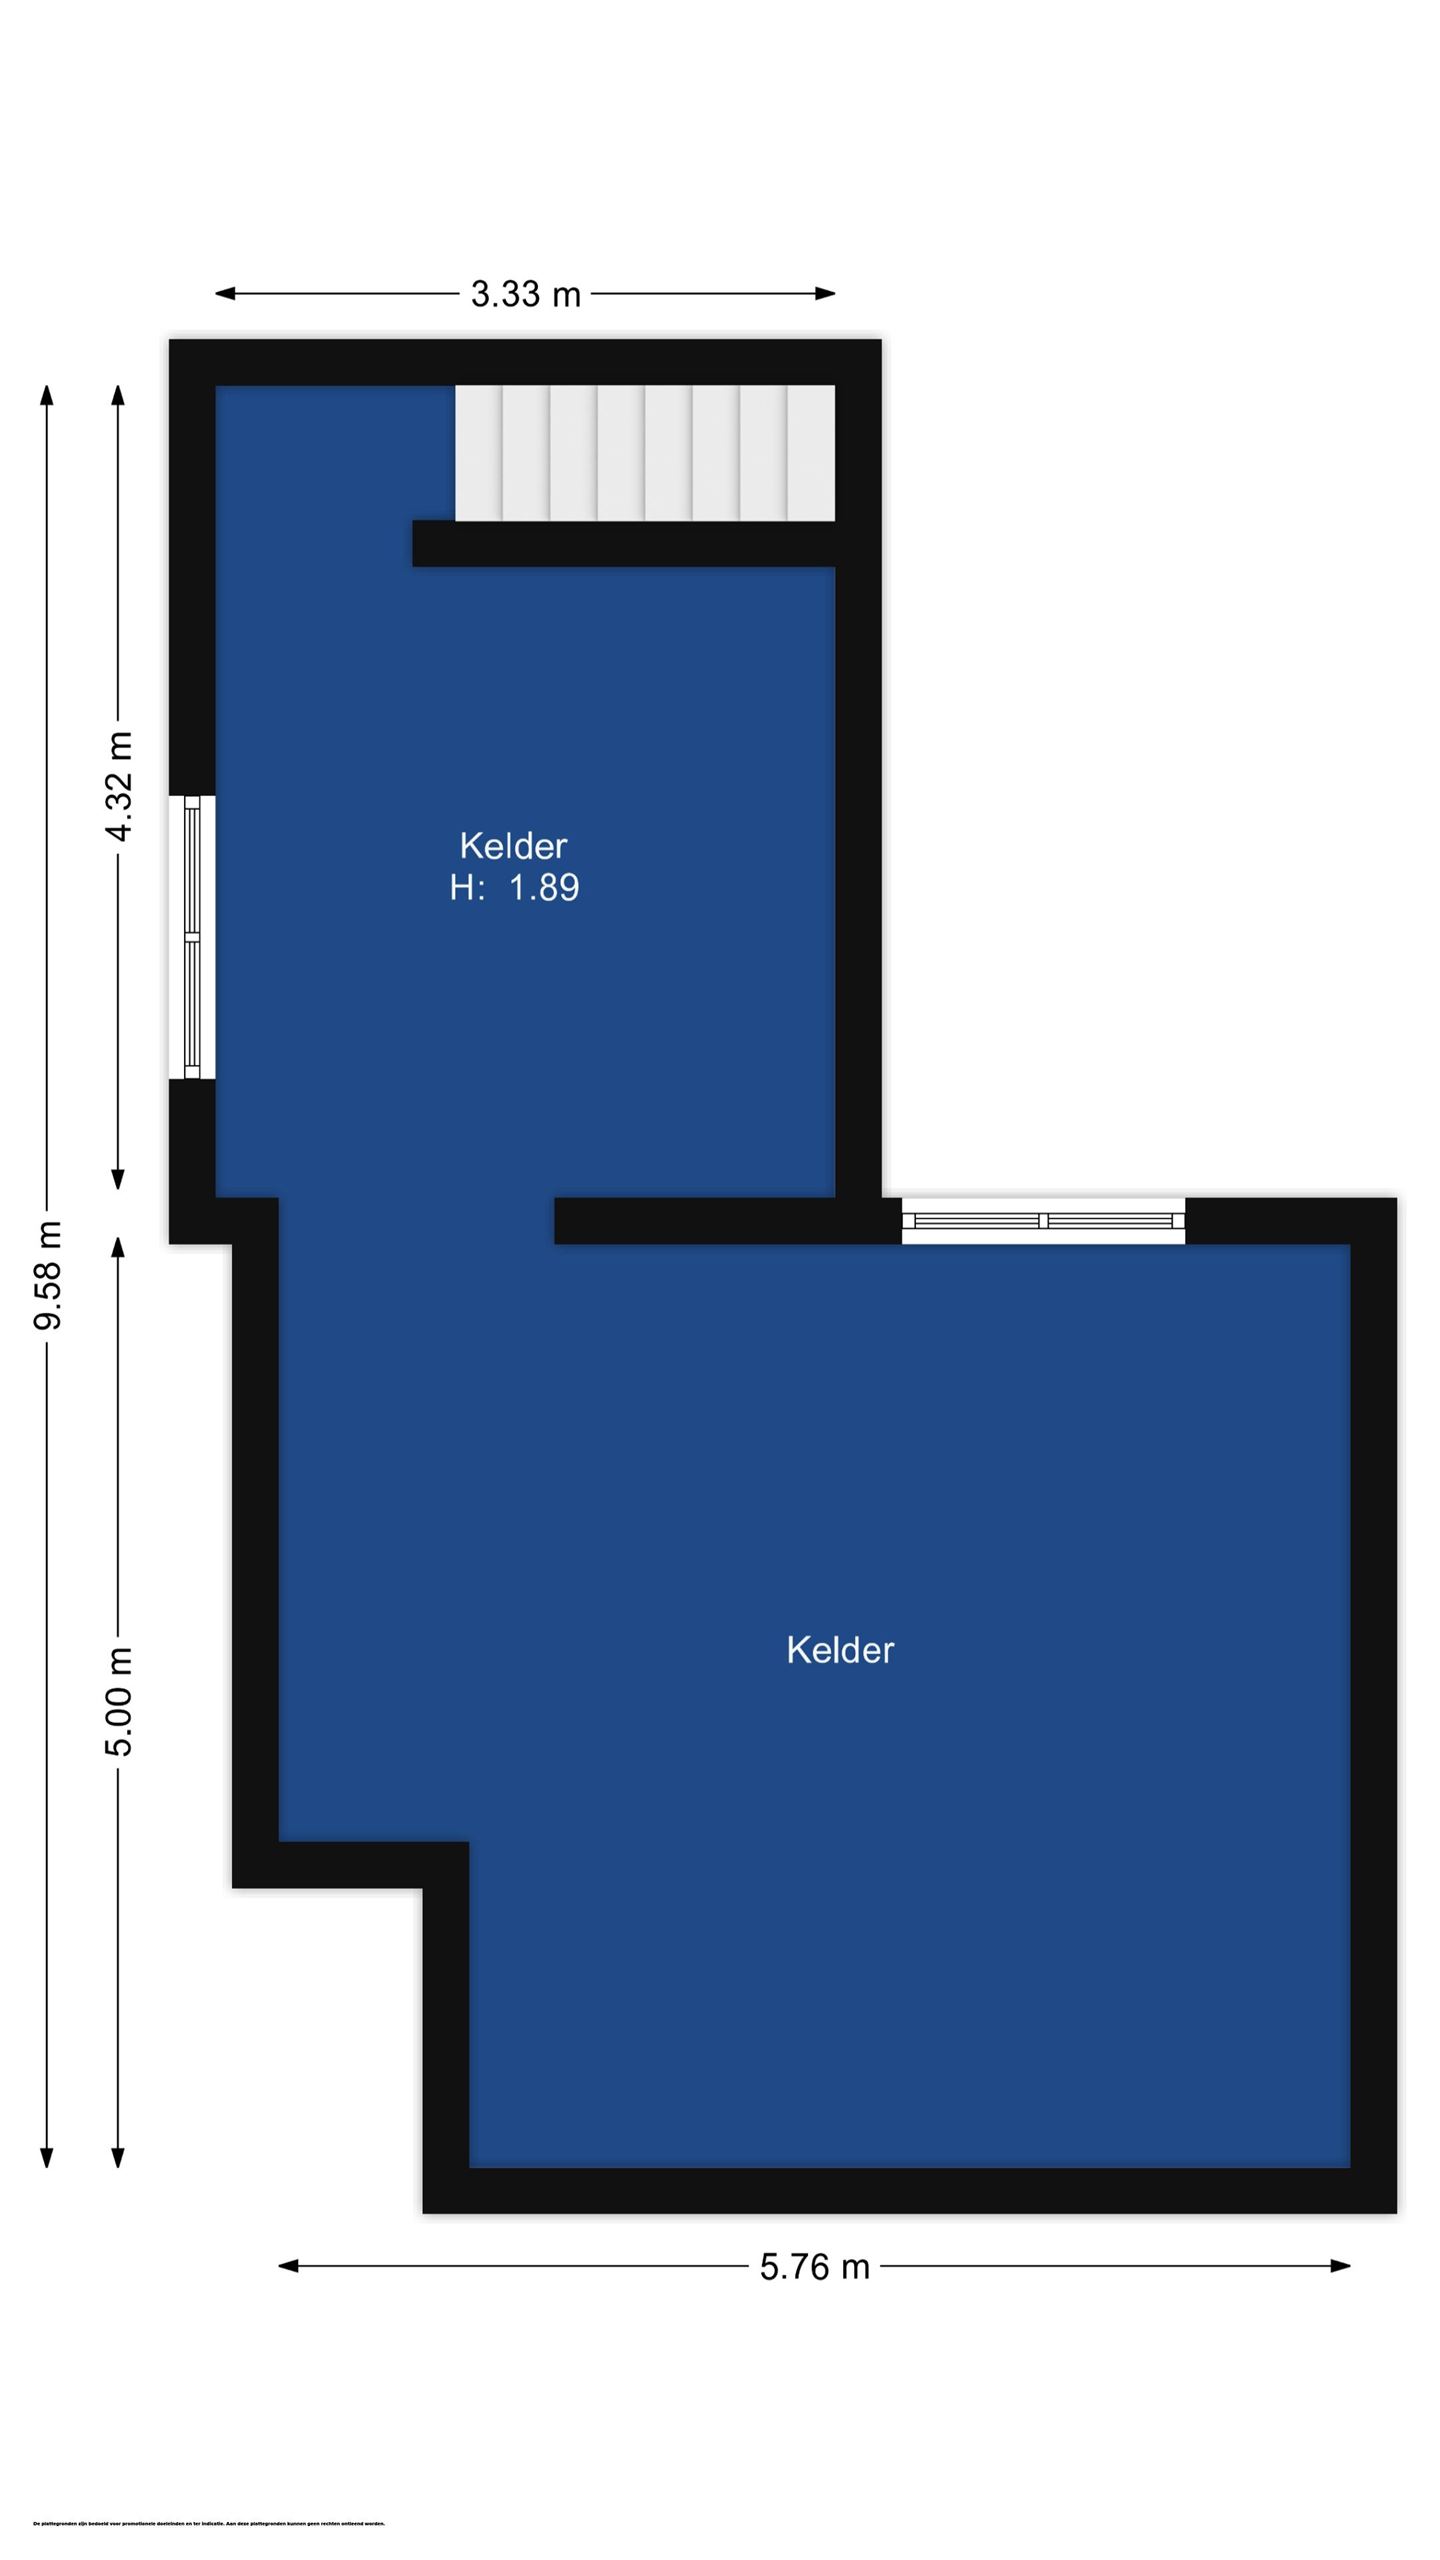 3.33 m
4.32 m
Kelder
H: 1.89
9.58 m
5.00 m
Kelder
5.76 m
De plattegronden zijn bedoeld voor promotionele doeleinden en ter indicatie. Aan deze plattegronden kunnen geen rechten ontleend worden.